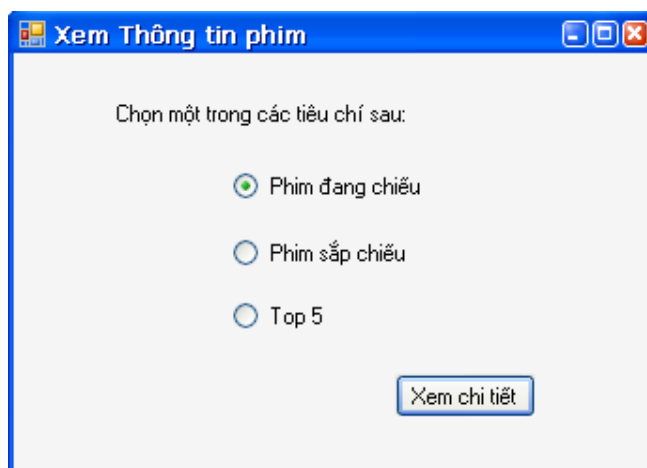 Xem Thông tin phim
Chọn một trong các tiêu chí sau:
Phim đang chiếu
Phim sắp chiếu
Top 5
Xem chi tiết